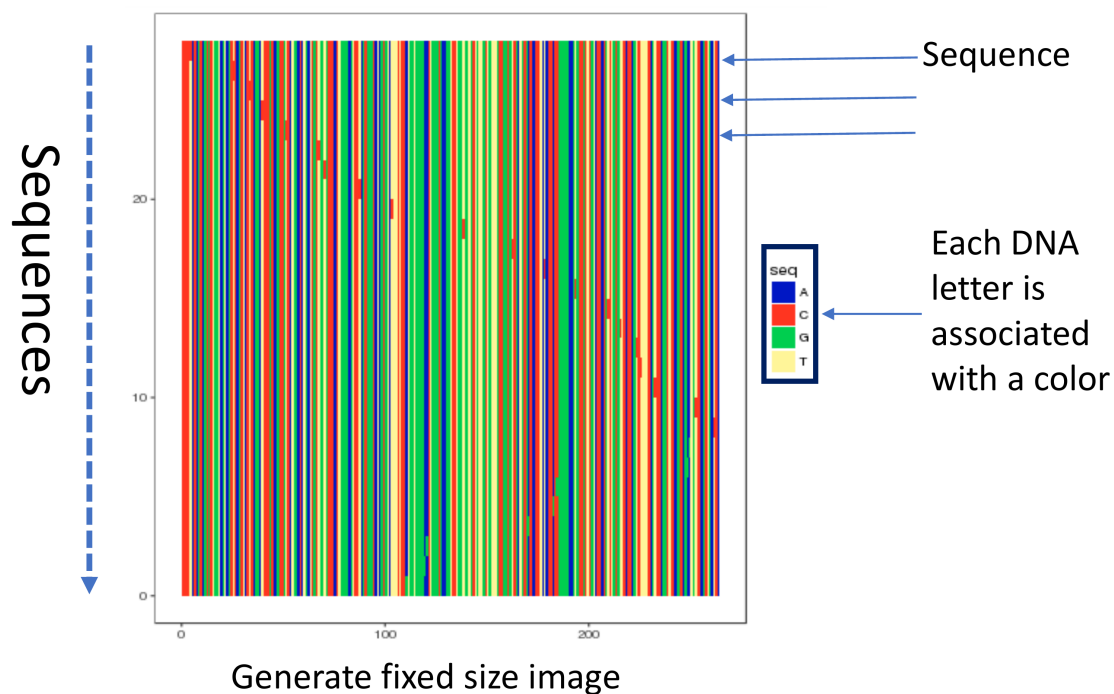 Sequences
Sequence
20
10
0
0
100
200
seq
A
C
G
T
Each DNA
letter is
associated
with a color
Generate fixed size image